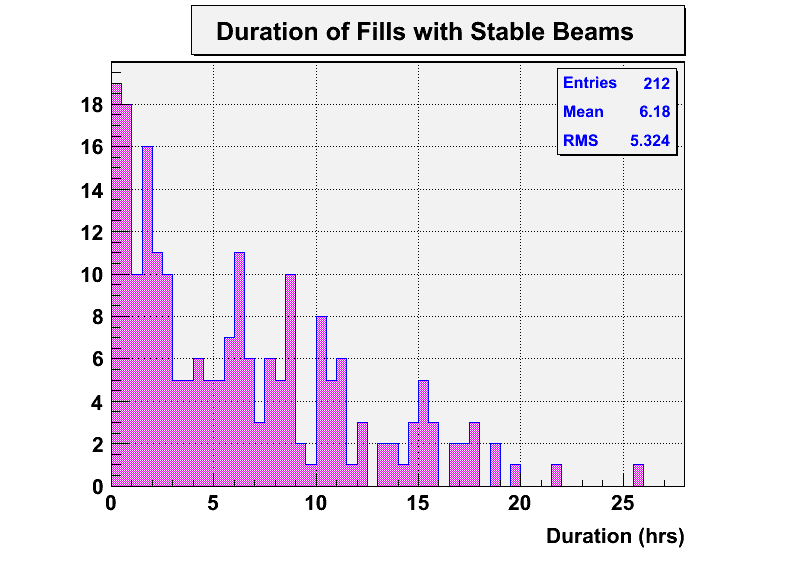 Duration of Fills with Stable Beams
Entries 212
Mean 6.18
RMS 5.324
18
16
14
12
10
8
6
4
2
0
0 5 10 15 20 25
Duration (hrs)